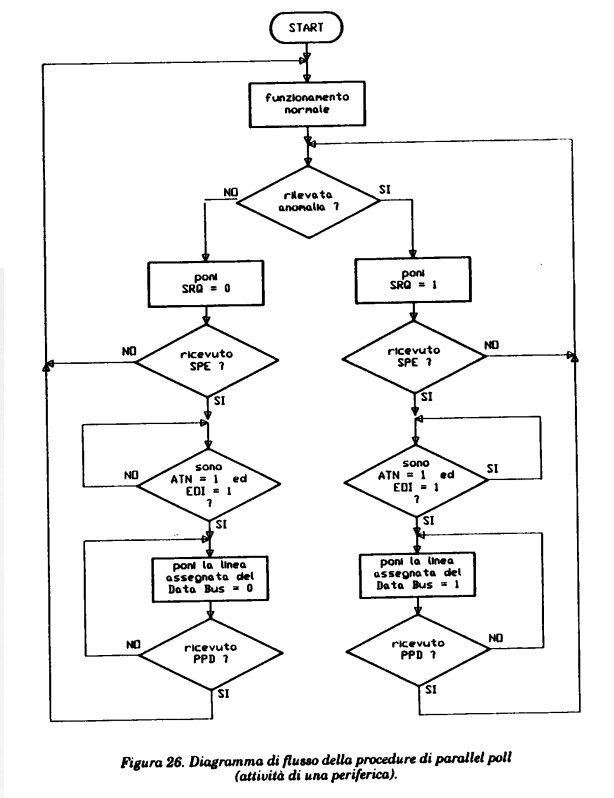 START
funzionamento
normale
rilevata
anomalia ?
NO
SI
poni
SRQ = 0
poni
SRQ = 1
ricevuto
SPE ?
NO
SI
ricevuto
SPE ?
NO
SI
sono
ATN = 1 ed
EOI = 1
?
NO
SI
sono
ATN = 1 ed
EOI = 1
?
SI
SI
poni la linea
assegnata del
Data Bus = 0
poni la linea
assegnata del
Data Bus = 1
ricevuto
PPD ?
NO
SI
ricevuto
PPD ?
NO
SI
Figura 26. Diagramma di flusso della procedure di parallel poll
(attività di una periferica).